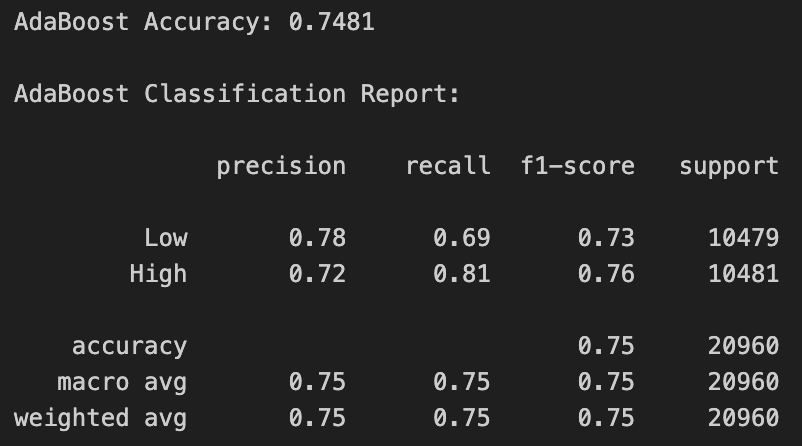 AdaBoost Accuracy: 0.7481
AdaBoost Classification Report:
precision recall f1-score support
Low 0.78 0.69 0.73 10479
High 0.72 0.81 0.76 10481
accuracy 0.75 20960
macro avg 0.75 0.75 0.75 20960
weighted avg 0.75 0.75 0.75 20960